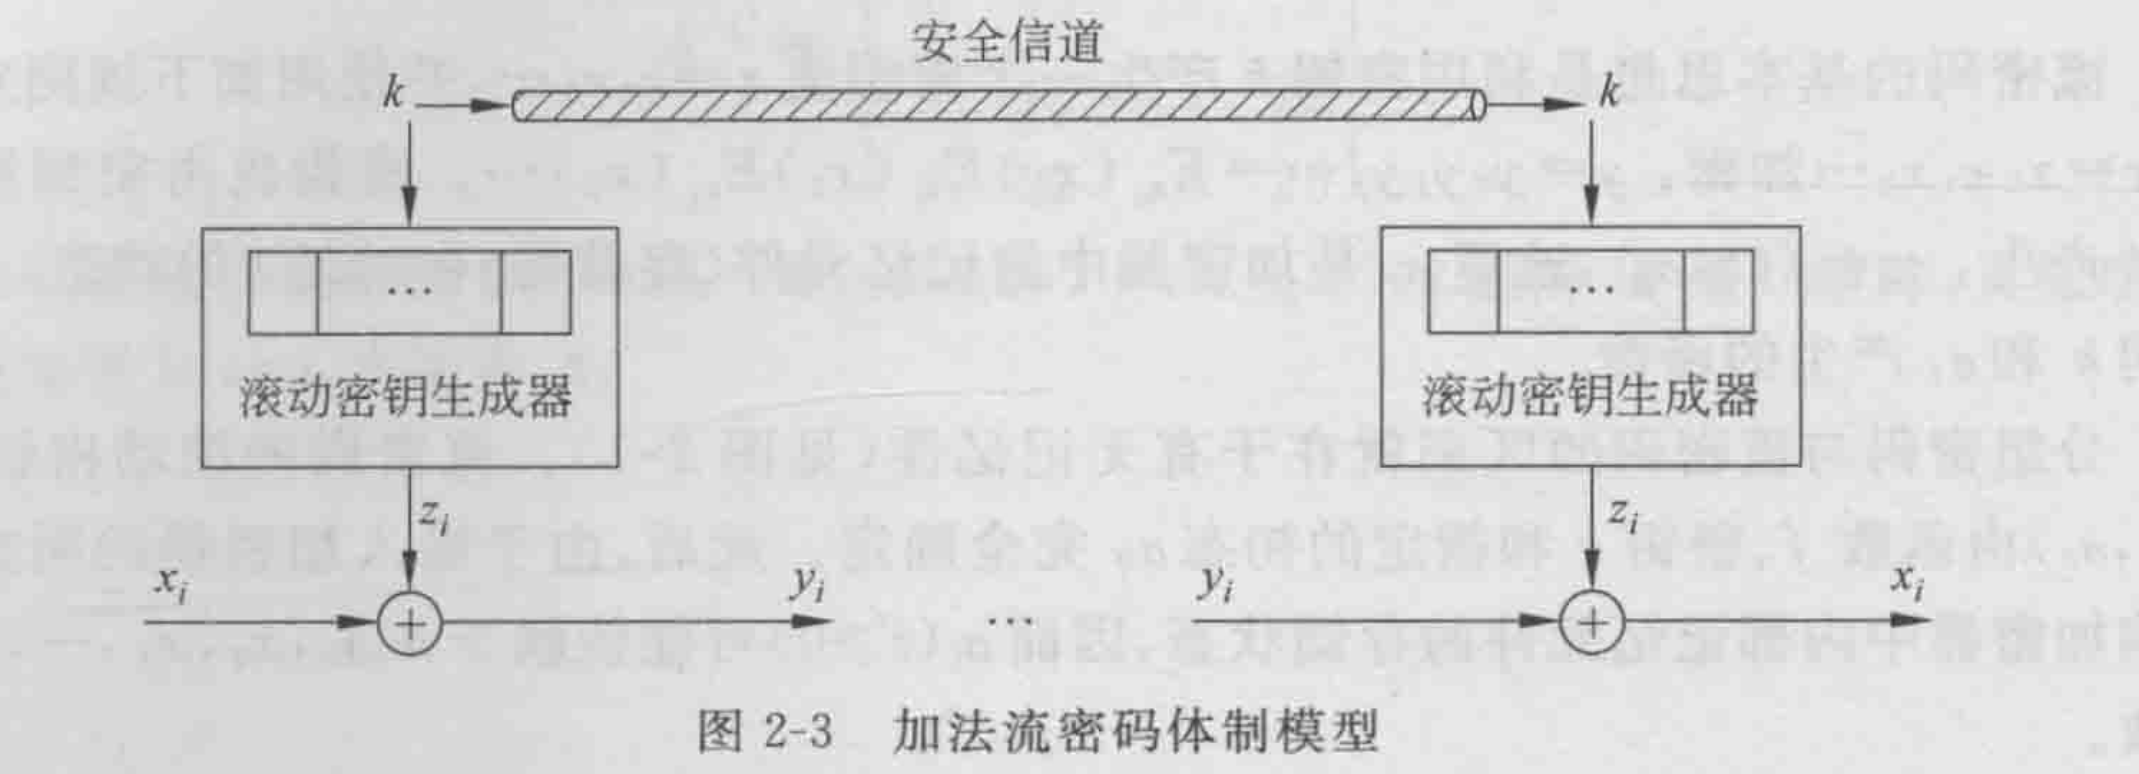 安全信道
k k
… …
滚动密钥生成器 滚动密钥生成器
z_i z_i
x_i y_i y_i x_i
+ … +
图 2-3 加法流密码体制模型